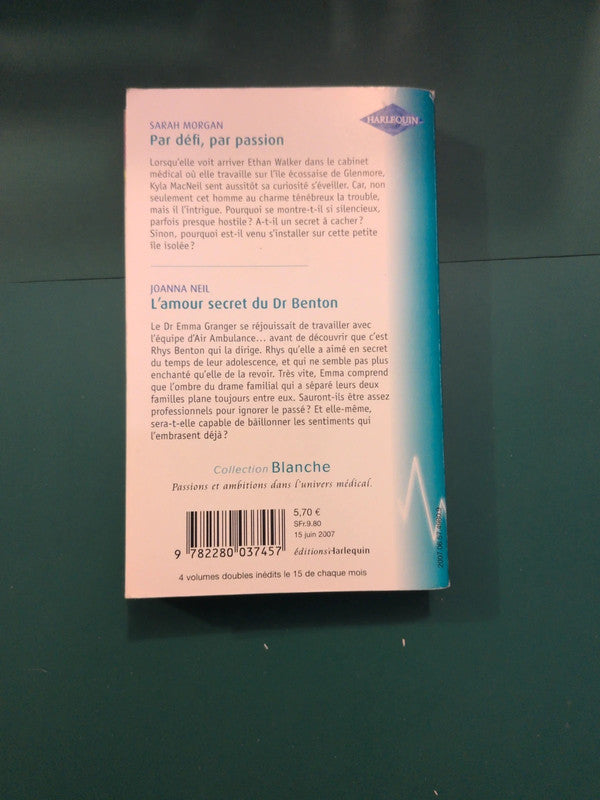 HARLEQUIN
SARAH MORGAN
Par défi, par passion
Lorsqu'elle voit arriver Ethan Walker dans le cabinet
médical où elle travaille sur l'île écossaise de Glenmore,
Kyla MacNeil sent aussitôt sa curiosité s'éveiller. Car, non
seulement cet homme au charme ténébreux la trouble,
mais il l'intrigue. Pourquoi se montre-t-il si silencieux,
parfois presque hostile ? A-t-il un secret à cacher ?
Sinon, pourquoi est-il venu s'installer sur cette petite
île isolée ?
JOANNA NEIL
L'amour secret du Dr Benton
Le Dr Emma Granger se réjouissait de travailler avec
l'équipe d'Air Ambulance... avant de découvrir que c'est
Rhys Benton qui la dirige. Rhys qu'elle a aimé en secret
du temps de leur adolescence, et qui ne semble pas plus
enchanté qu'elle de la revoir. Très vite, Emma comprend
que l'ombre du drame familial qui a séparé leurs deux
familles plane toujours entre eux. Sauront-ils être assez
professionnels pour ignorer le passé ? Et elle-même,
sera-t-elle capable de bâillonner les sentiments qui
l'embrasent déjà ?
Collection Blanche
Passions et ambitions dans l'univers médical.
5,70 €
SFr.9.80
15 juin 2007
éditions Harlequin
9 782280 037457
4 volumes doubles inédits le 15 de chaque mois